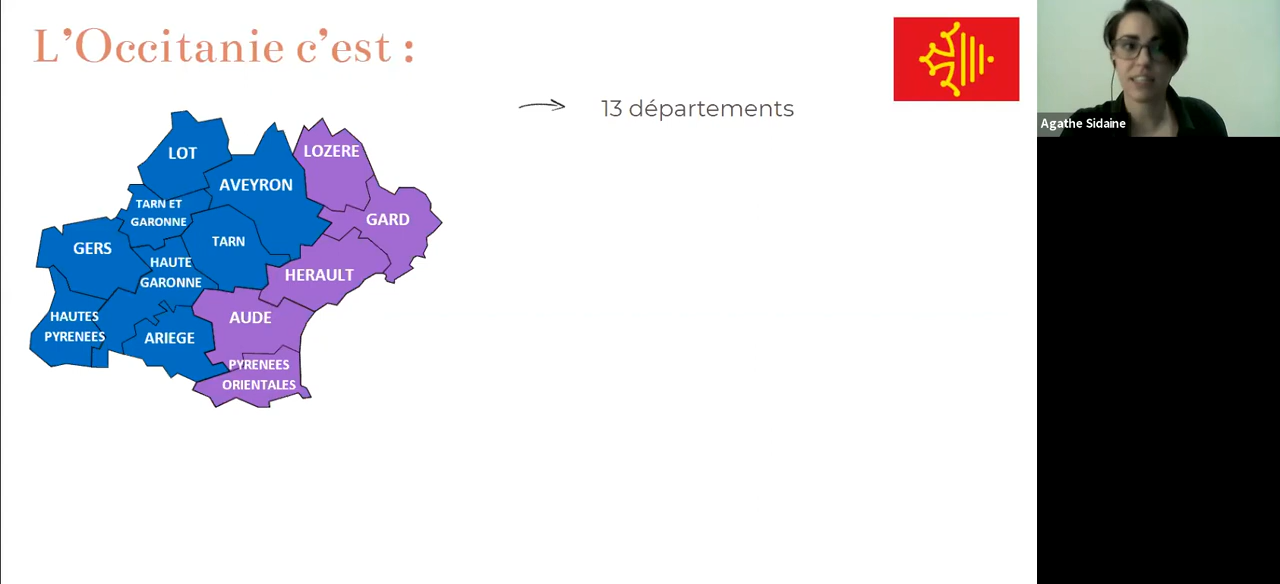 L'Occitanie c'est :
13 départements
Agathe Sidaine
LOT
LOZERE
AVEYRON
TARN ET
GARONNE
GARD
TARN
GERS
HAUTE
GARONNE
HERAULT
HAUTES
PYRENEES
ARIEGE
AUDE
PYRENEES
ORIENTALES